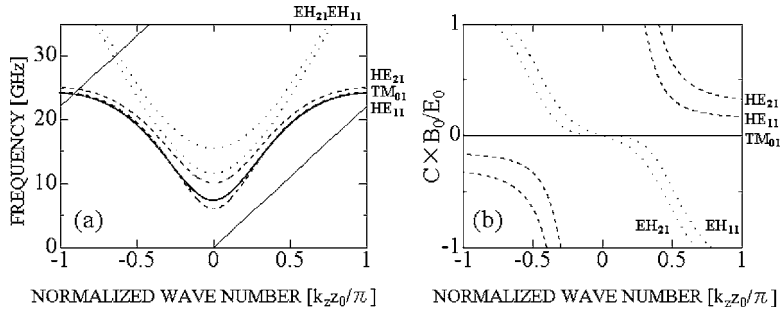 EH21EH11
30
20
10
0
FREQUENCY [GHz]
HE21
TM01
HE11
(a)
-1 -0.5 0 0.5 1
NORMALIZED WAVE NUMBER [kzz0/π]
1
0
-1
C×B0/E0
HE21
HE11
TM01
EH21 EH11
(b)
-1 -0.5 0 0.5 1
NORMALIZED WAVE NUMBER [kzz0/π]